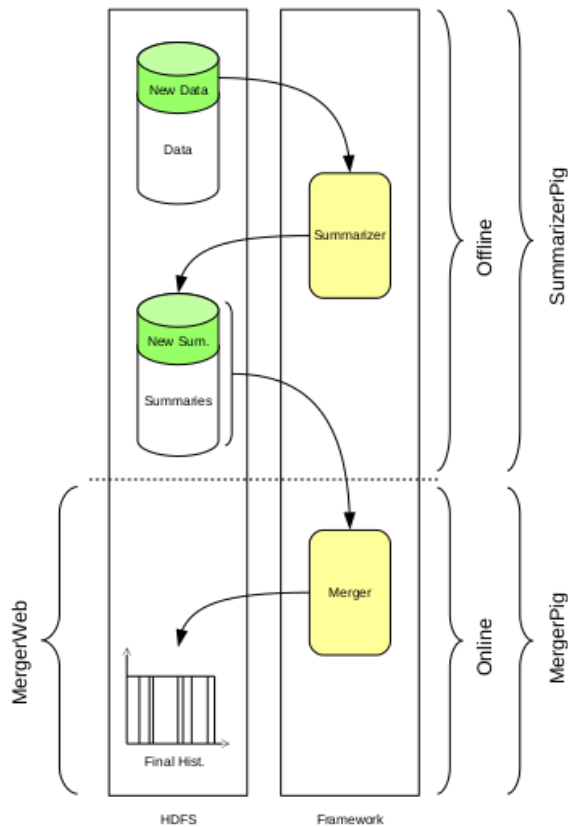 New Data
Data
Summarizer
New Sum.
Summaries
Offline
SummarizerPig
MergerWeb
Merger
Final Hist.
Online
MergerPig
HDFS
Framework